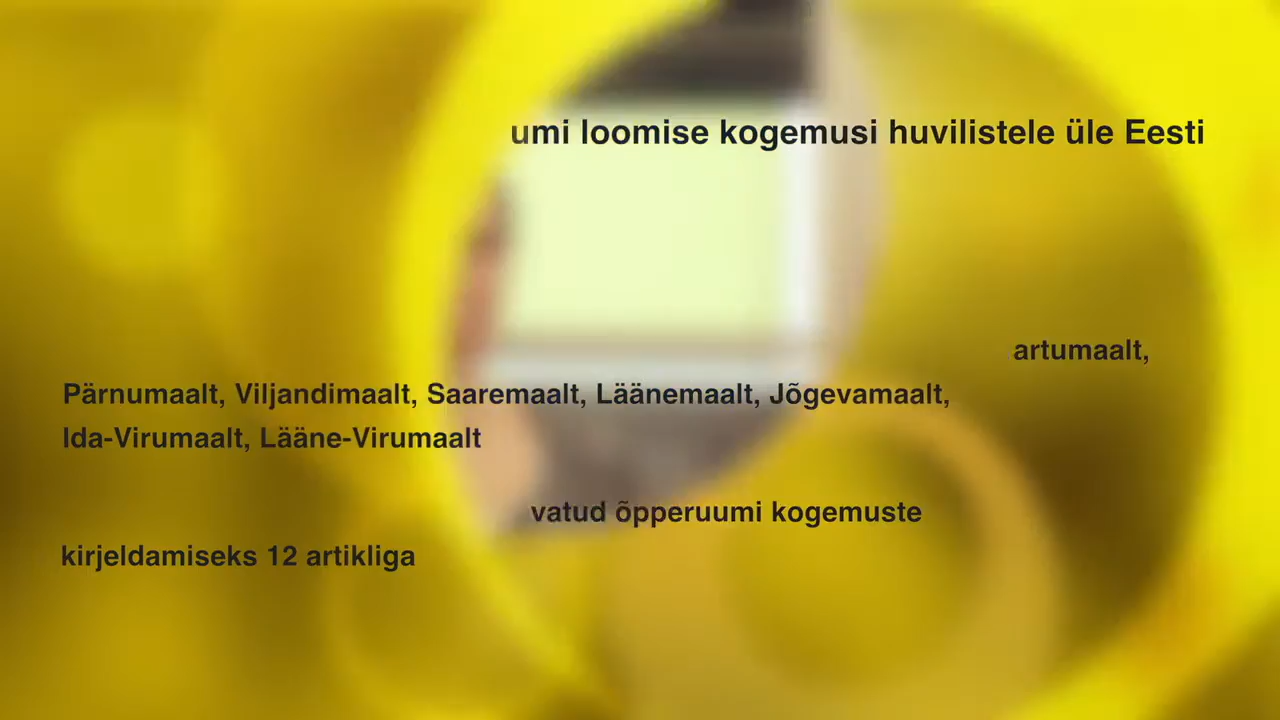 umi loomise kogemusi huvilistele üle Eesti
artumaalt,
Pärnumaalt, Viljandimaalt, Saaremaalt, Läänemaalt, Jõgevamaalt,
Ida-Virumaalt, Lääne-Virumaalt
vatud õpperuumi kogemuste
kirjeldamiseks 12 artikliga